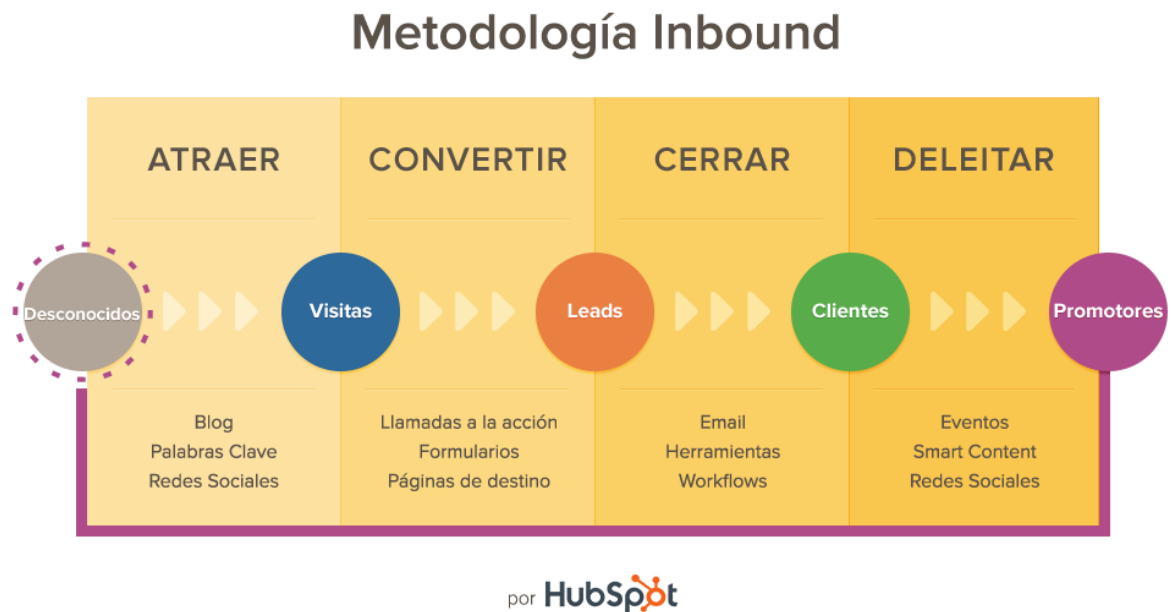 Metodología Inbound
ATRAER
CONVERTIR
CERRAR
DELEITAR
Desconocidos
Visitas
Leads
Clientes
Promotores
Blog
Palabras Clave
Redes Sociales
Llamadas a la acción
Formularios
Páginas de destino
Email
Herramientas
Workflows
Eventos
Smart Content
Redes Sociales
por HubSpot